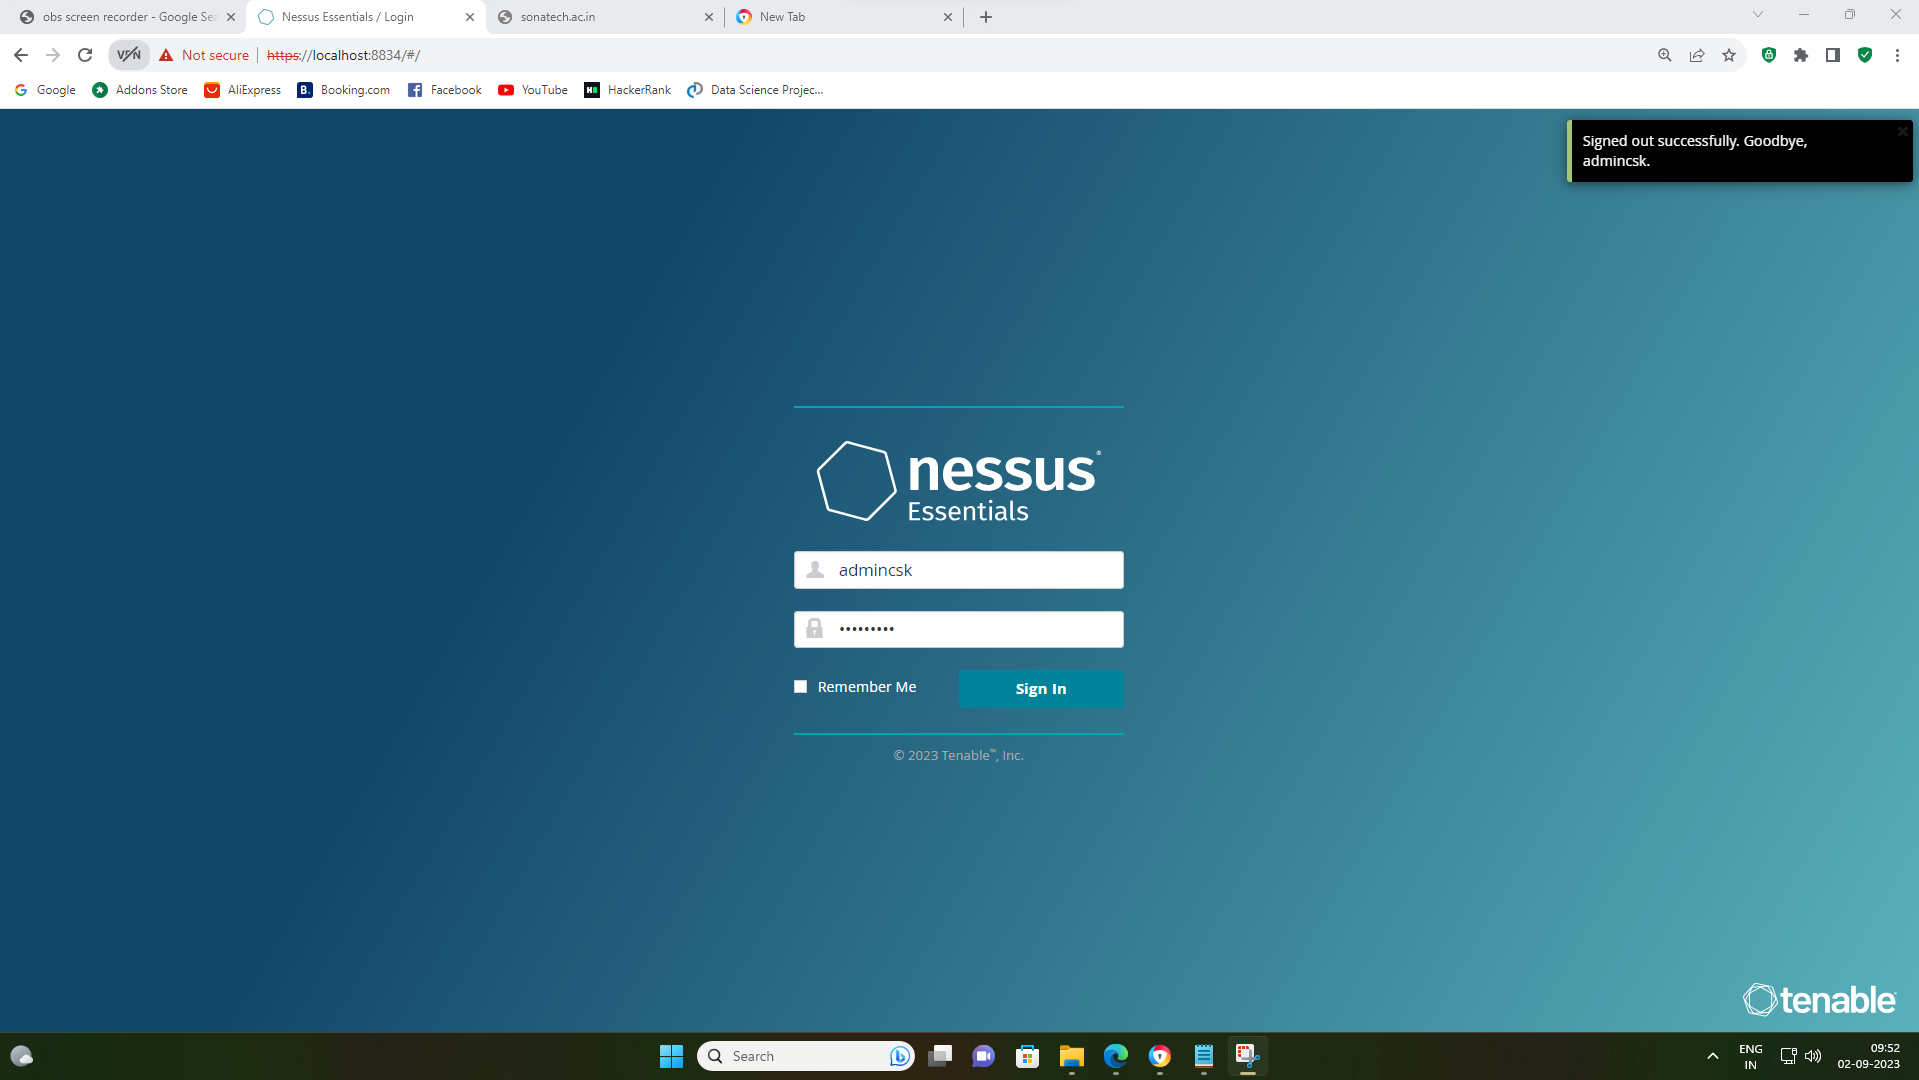 obs screen recorder - Google Sea
Nessus Essentials / Login
sonatech.ac.in
New Tab
VPN
Not secure
https://localhost:8834/#/
Google
Addons Store
AliExpress
B.
Booking.com
Facebook
YouTube
HackerRank
Data Science Projec...
Signed out successfully. Goodbye,
admincsk.
nessus®
Essentials
admincsk
•••••••••
Remember Me
Sign In
© 2023 Tenable™, Inc.
tenable
Search
ENG
IN
09:52
02-09-2023